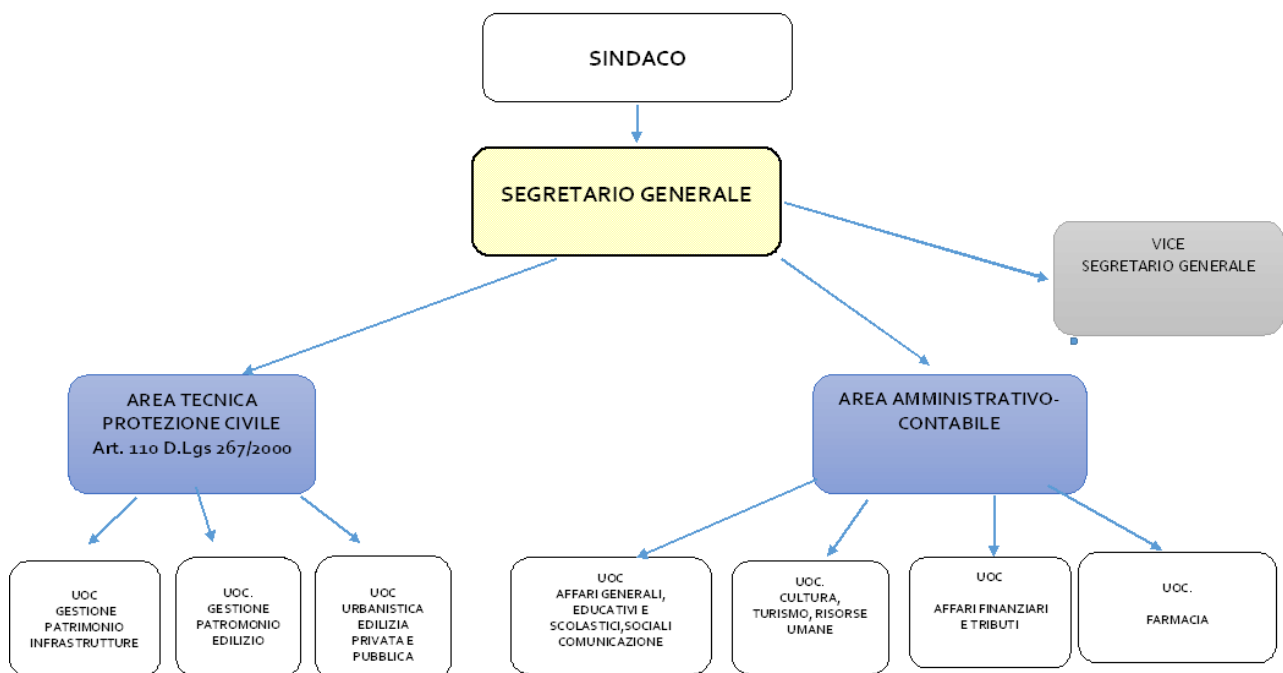 SINDACO
SEGRETARIO GENERALE
VICE
SEGRETARIO GENERALE
AREA TECNICA
PROTEZIONE CIVILE
Art. 110 D.Lgs 267/2000
AREA AMMINISTRATIVO-
CONTABILE
UOC
GESTIONE
PATRIMONIO
INFRASTRUTTURE
UOC.
GESTIONE
PATROMONIO
EDILIZIO
UOC
URBANISTICA
EDILIZIA
PRIVATA E
PUBBLICA
UOC
AFFARI GENERALI,
EDUCATIVI E
SCOLASTICI,SOCIALI
COMUNICAZIONE
UOC.
CULTURA,
TURISMO, RISORSE
UMANE
UOC
AFFARI FINANZIARI
E TRIBUTI
UOC.
FARMACIA